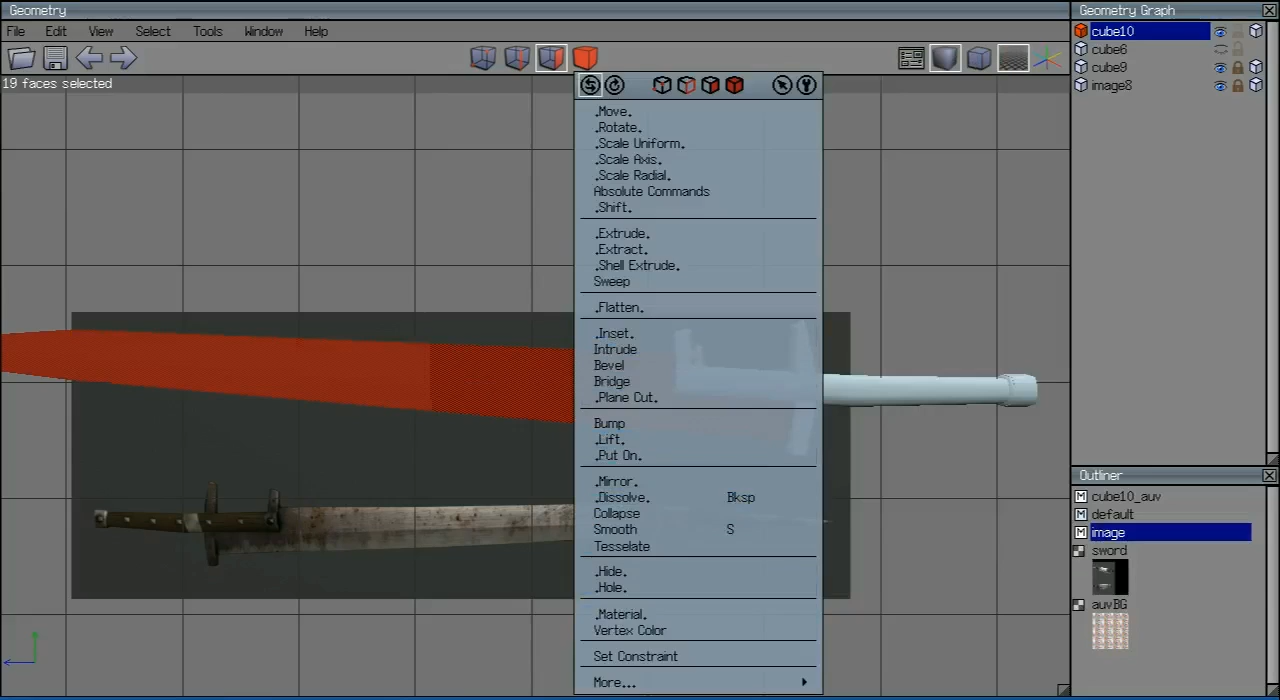 Geometry
File Edit View Select Tools Window Help
19 faces selected
.Move.
.Rotate.
.Scale Uniform.
.Scale Axis.
.Scale Radial.
Absolute Commands
.Shift.
.Extrude.
.Extract.
.Shell Extrude.
Sweep
.Flatten.
.Inset.
Intrude
Bevel
Bridge
.Plane Cut.
Bump
.Lift.
.Put On.
.Mirror.
.Dissolve. Bksp
Collapse
Smooth S
Tesselate
.Hide.
.Hole.
.Material.
Vertex Color
Set Constraint
More...
Geometry Graph
cube10
cube6
cube9
image8
Outliner
M cube10_auv
M default
M image
sword
auvBG